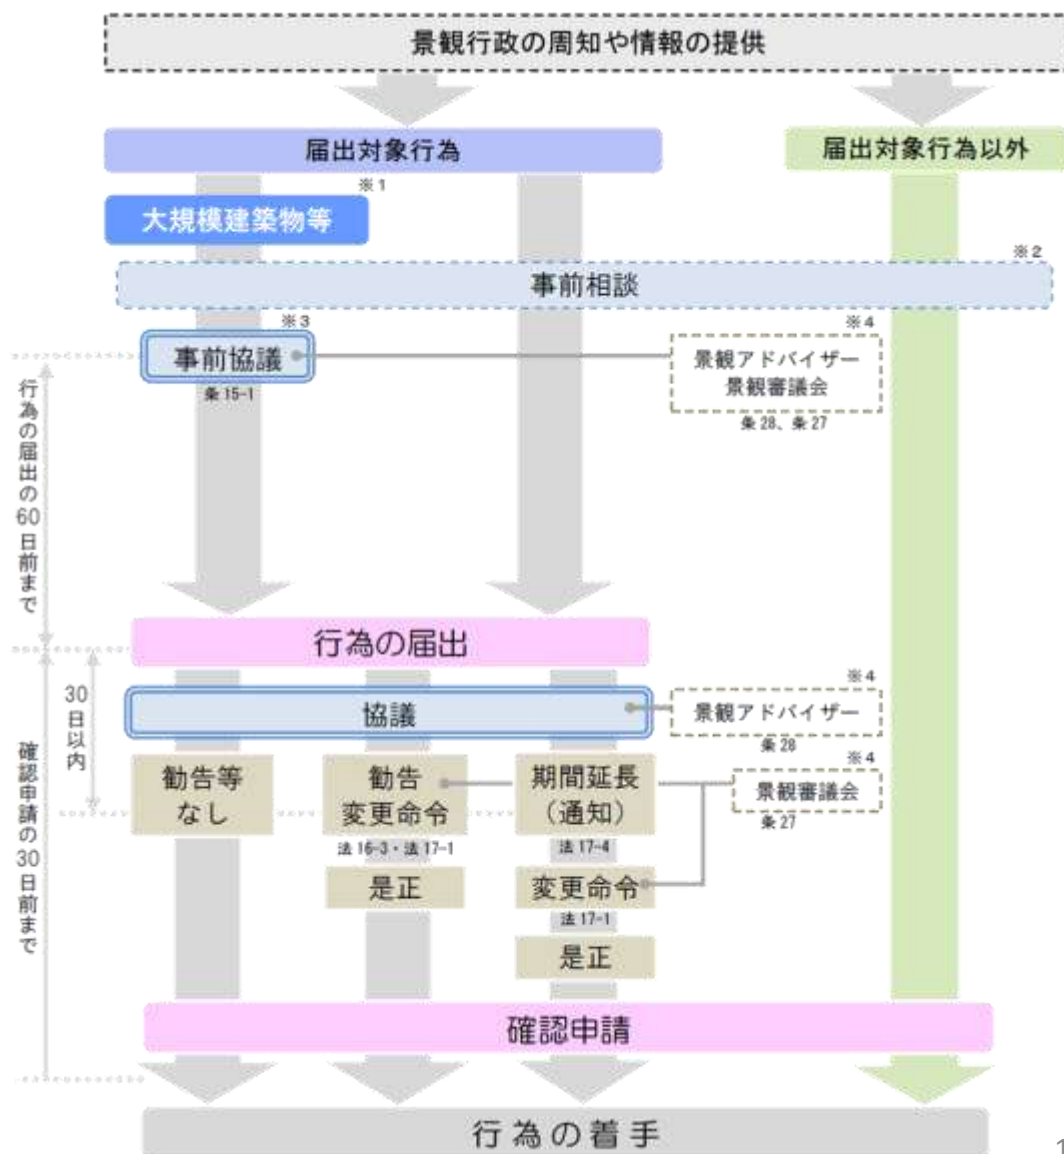 景観行政の周知や情報の提供
届出対象行為
届出対象行為以外
※1
大規模建築物等
※2
事前相談
※3
事前協議
条15-1
※4
景観アドバイザー
景観審議会
条28、条27
行為の届出の60日前まで
行為の届出
30日以内
確認申請の30日前まで
協議
※4
景観アドバイザー
条28
勧告等
なし
勧告
変更命令
法16-3・法17-1
是正
期間延長
（通知）
法17-4
変更命令
法17-1
是正
※4
景観審議会
条27
確認申請
行為の着手
1